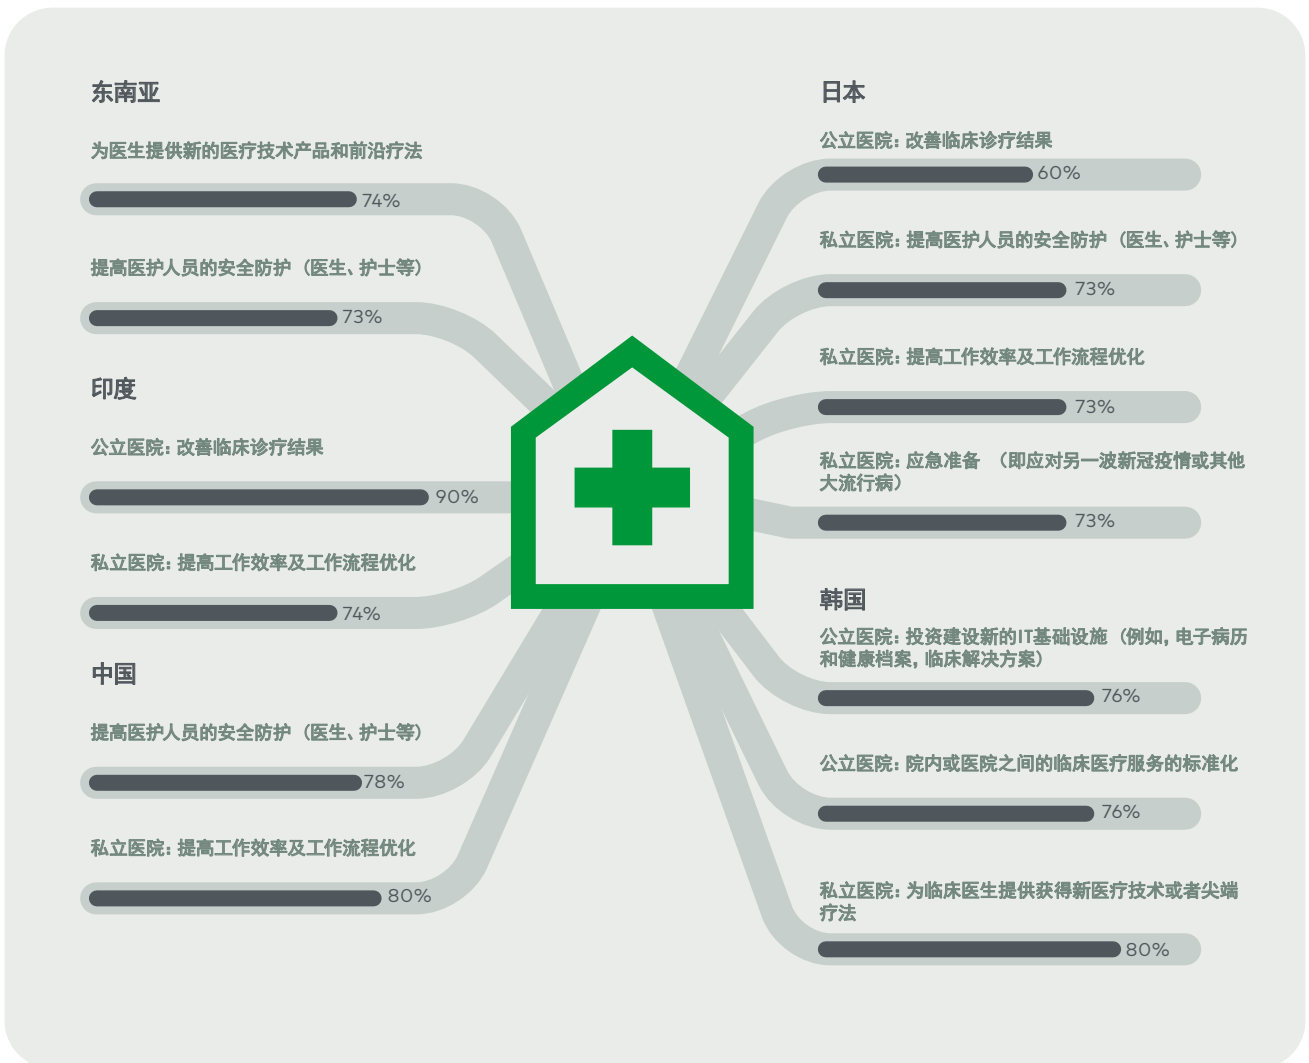 东南亚
为医生提供新的医疗技术产品和前沿疗法
74%
提高医护人员的安全防护（医生、护士等）
73%
印度
公立医院: 改善临床诊疗结果
90%
私立医院: 提高工作效率及工作流程优化
74%
中国
提高医护人员的安全防护（医生、护士等）
78%
私立医院: 提高工作效率及工作流程优化
80%
日本
公立医院: 改善临床诊疗结果
60%
私立医院: 提高医护人员的安全防护（医生、护士等）
73%
私立医院: 提高工作效率及工作流程优化
73%
私立医院: 应急准备 （即应对另一波新冠疫情或其他
大流行病）
73%
韩国
公立医院: 投资建设新的IT基础设施（例如, 电子病历
和健康档案, 临床解决方案）
76%
公立医院: 院内或医院之间的临床医疗服务的标准化
76%
私立医院: 为临床医生提供获得新医疗技术或者尖端
疗法
80%